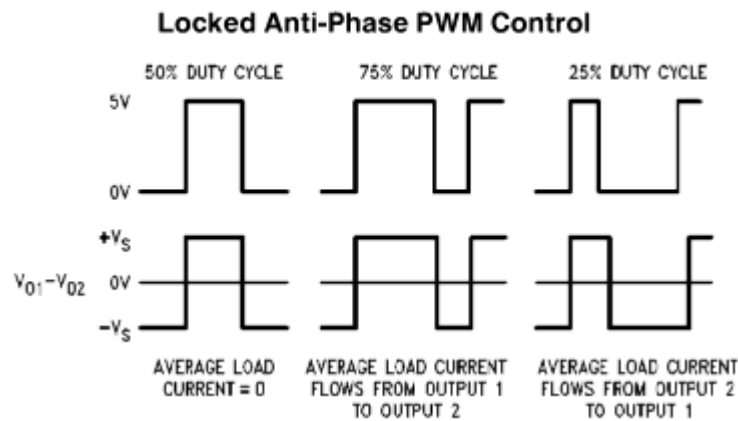 Locked Anti-Phase PWM Control
50% DUTY CYCLE
75% DUTY CYCLE
25% DUTY CYCLE
5V
0V
+VS
VO1-VO2
0V
-VS
AVERAGE LOAD
CURRENT = 0
AVERAGE LOAD CURRENT
FLOWS FROM OUTPUT 1
TO OUTPUT 2
AVERAGE LOAD CURRENT
FLOWS FROM OUTPUT 2
TO OUTPUT 1